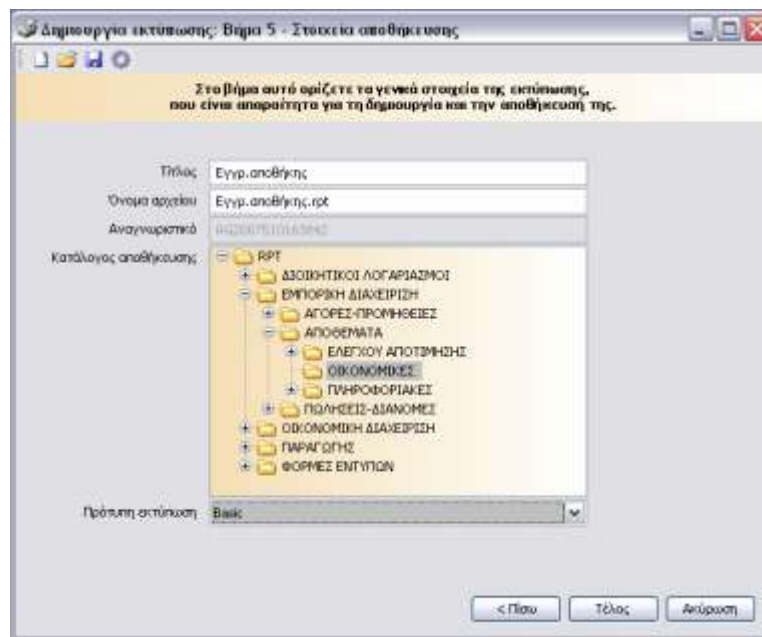 Δημιουργία εκτύπωσης: Βήμα 5 - Στοιχεία αποθήκευσης
Στο βήμα αυτό ορίζετε τα γενικά στοιχεία της εκτύπωσης,
που είναι απαραίτητα για τη δημιουργία και την αποθήκευσή της.
Τίτλος Εγγρ.αποθήκης
Όνομα αρχείου Εγγρ.αποθήκης.rpt
Αναγνωριστικό
Κατάλογος αποθήκευσης
RPT
ΔΙΟΙΚΗΤΙΚΟΙ ΛΟΓΑΡΙΑΣΜΟΙ
ΕΜΠΟΡΙΚΗ ΔΙΑΧΕΙΡΙΣΗ
ΑΓΟΡΕΣ-ΠΡΟΜΗΘΕΙΕΣ
ΑΠΟΘΕΜΑΤΑ
ΕΛΕΓΧΟΥ ΑΠΟΤΙΜΗΣΗΣ
ΟΙΚΟΝΟΜΙΚΕΣ
ΠΛΗΡΟΦΟΡΙΑΚΕΣ
ΠΩΛΗΣΕΙΣ-ΔΙΑΝΟΜΕΣ
ΟΙΚΟΝΟΜΙΚΗ ΔΙΑΧΕΙΡΙΣΗ
ΠΑΡΑΓΩΓΗΣ
ΦΟΡΜΕΣ ΕΝΤΥΠΩΝ
Πρότυπη εκτύπωση Basic
< Πίσω Τέλος Ακύρωση